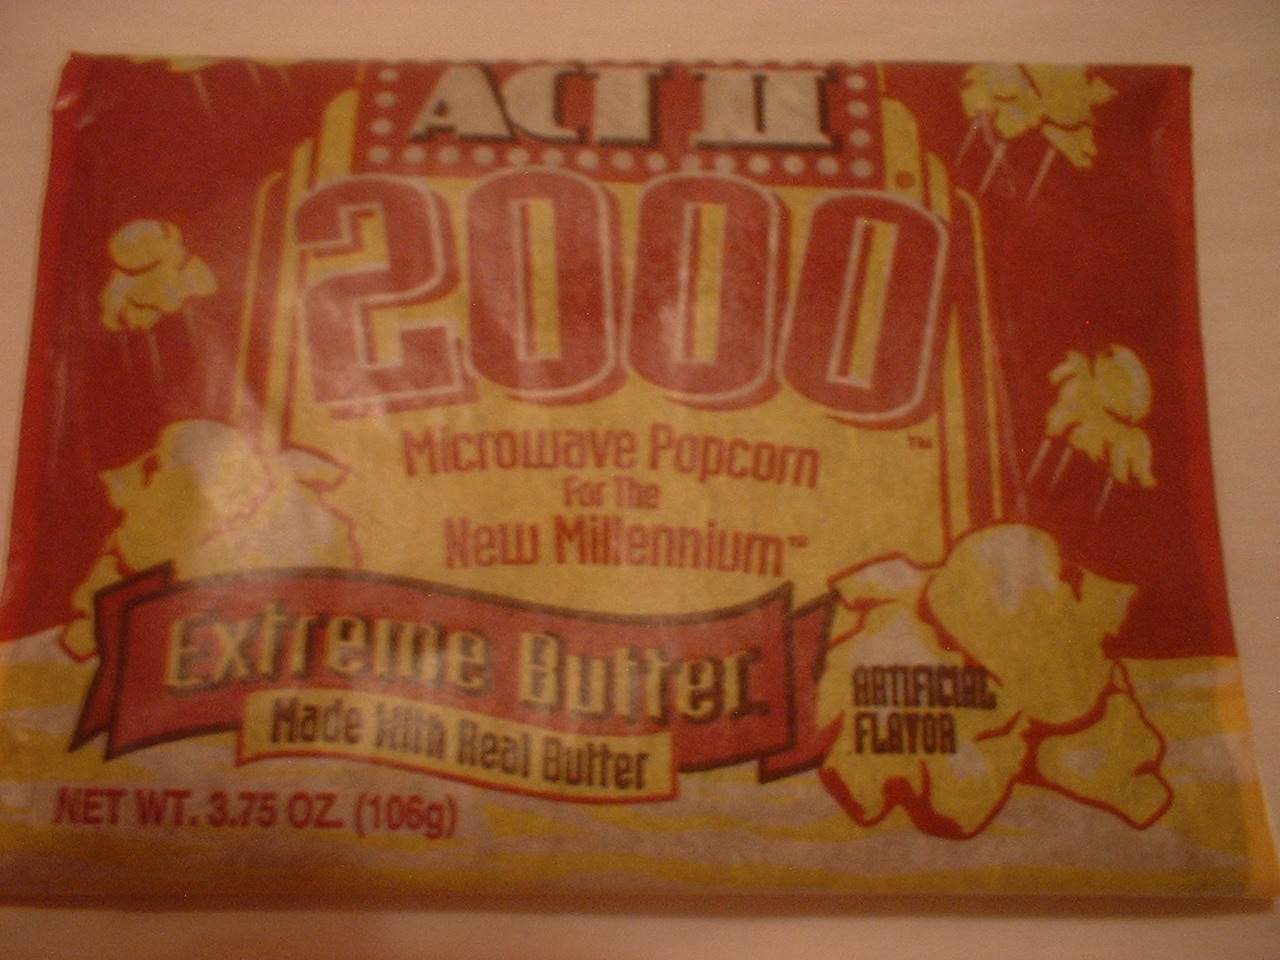 ACT II
2000
TM
Microwave Popcorn
For The
New Millennium™
Extreme Butter
Made With Real Butter
ARTIFICIAL
FLAVOR
NET WT. 3.75 OZ. (106g)